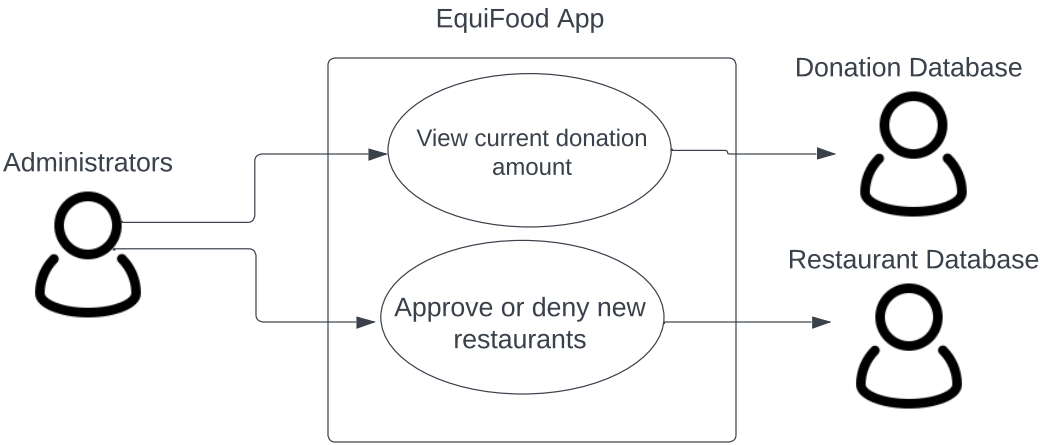 EquiFood App
Donation Database
View current donation
amount
Administrators
Restaurant Database
Approve or deny new
restaurants